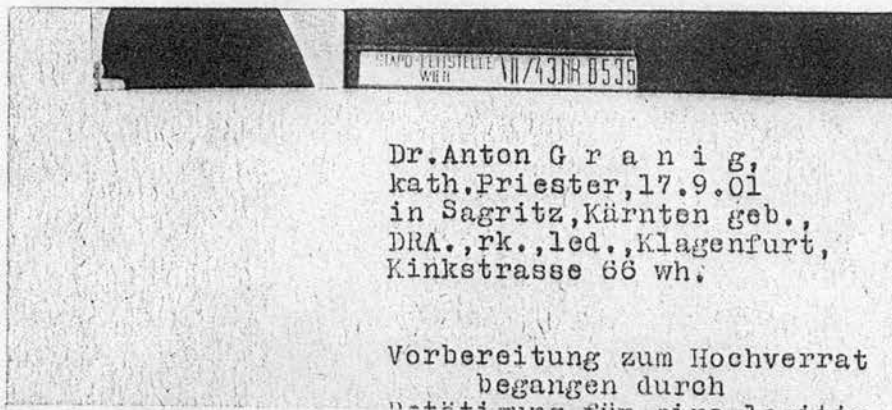 STAPO-LEITSTELLE
WIEN VII/43.NR 8535
Dr.Anton G r a n i g,
kath.Priester,17.9.01
in Sagritz,Kärnten geb.,
DRA.,rk.,led.,Klagenfurt,
Kinkstrasse 66 wh.
Vorbereitung zum Hochverrat
begangen durch